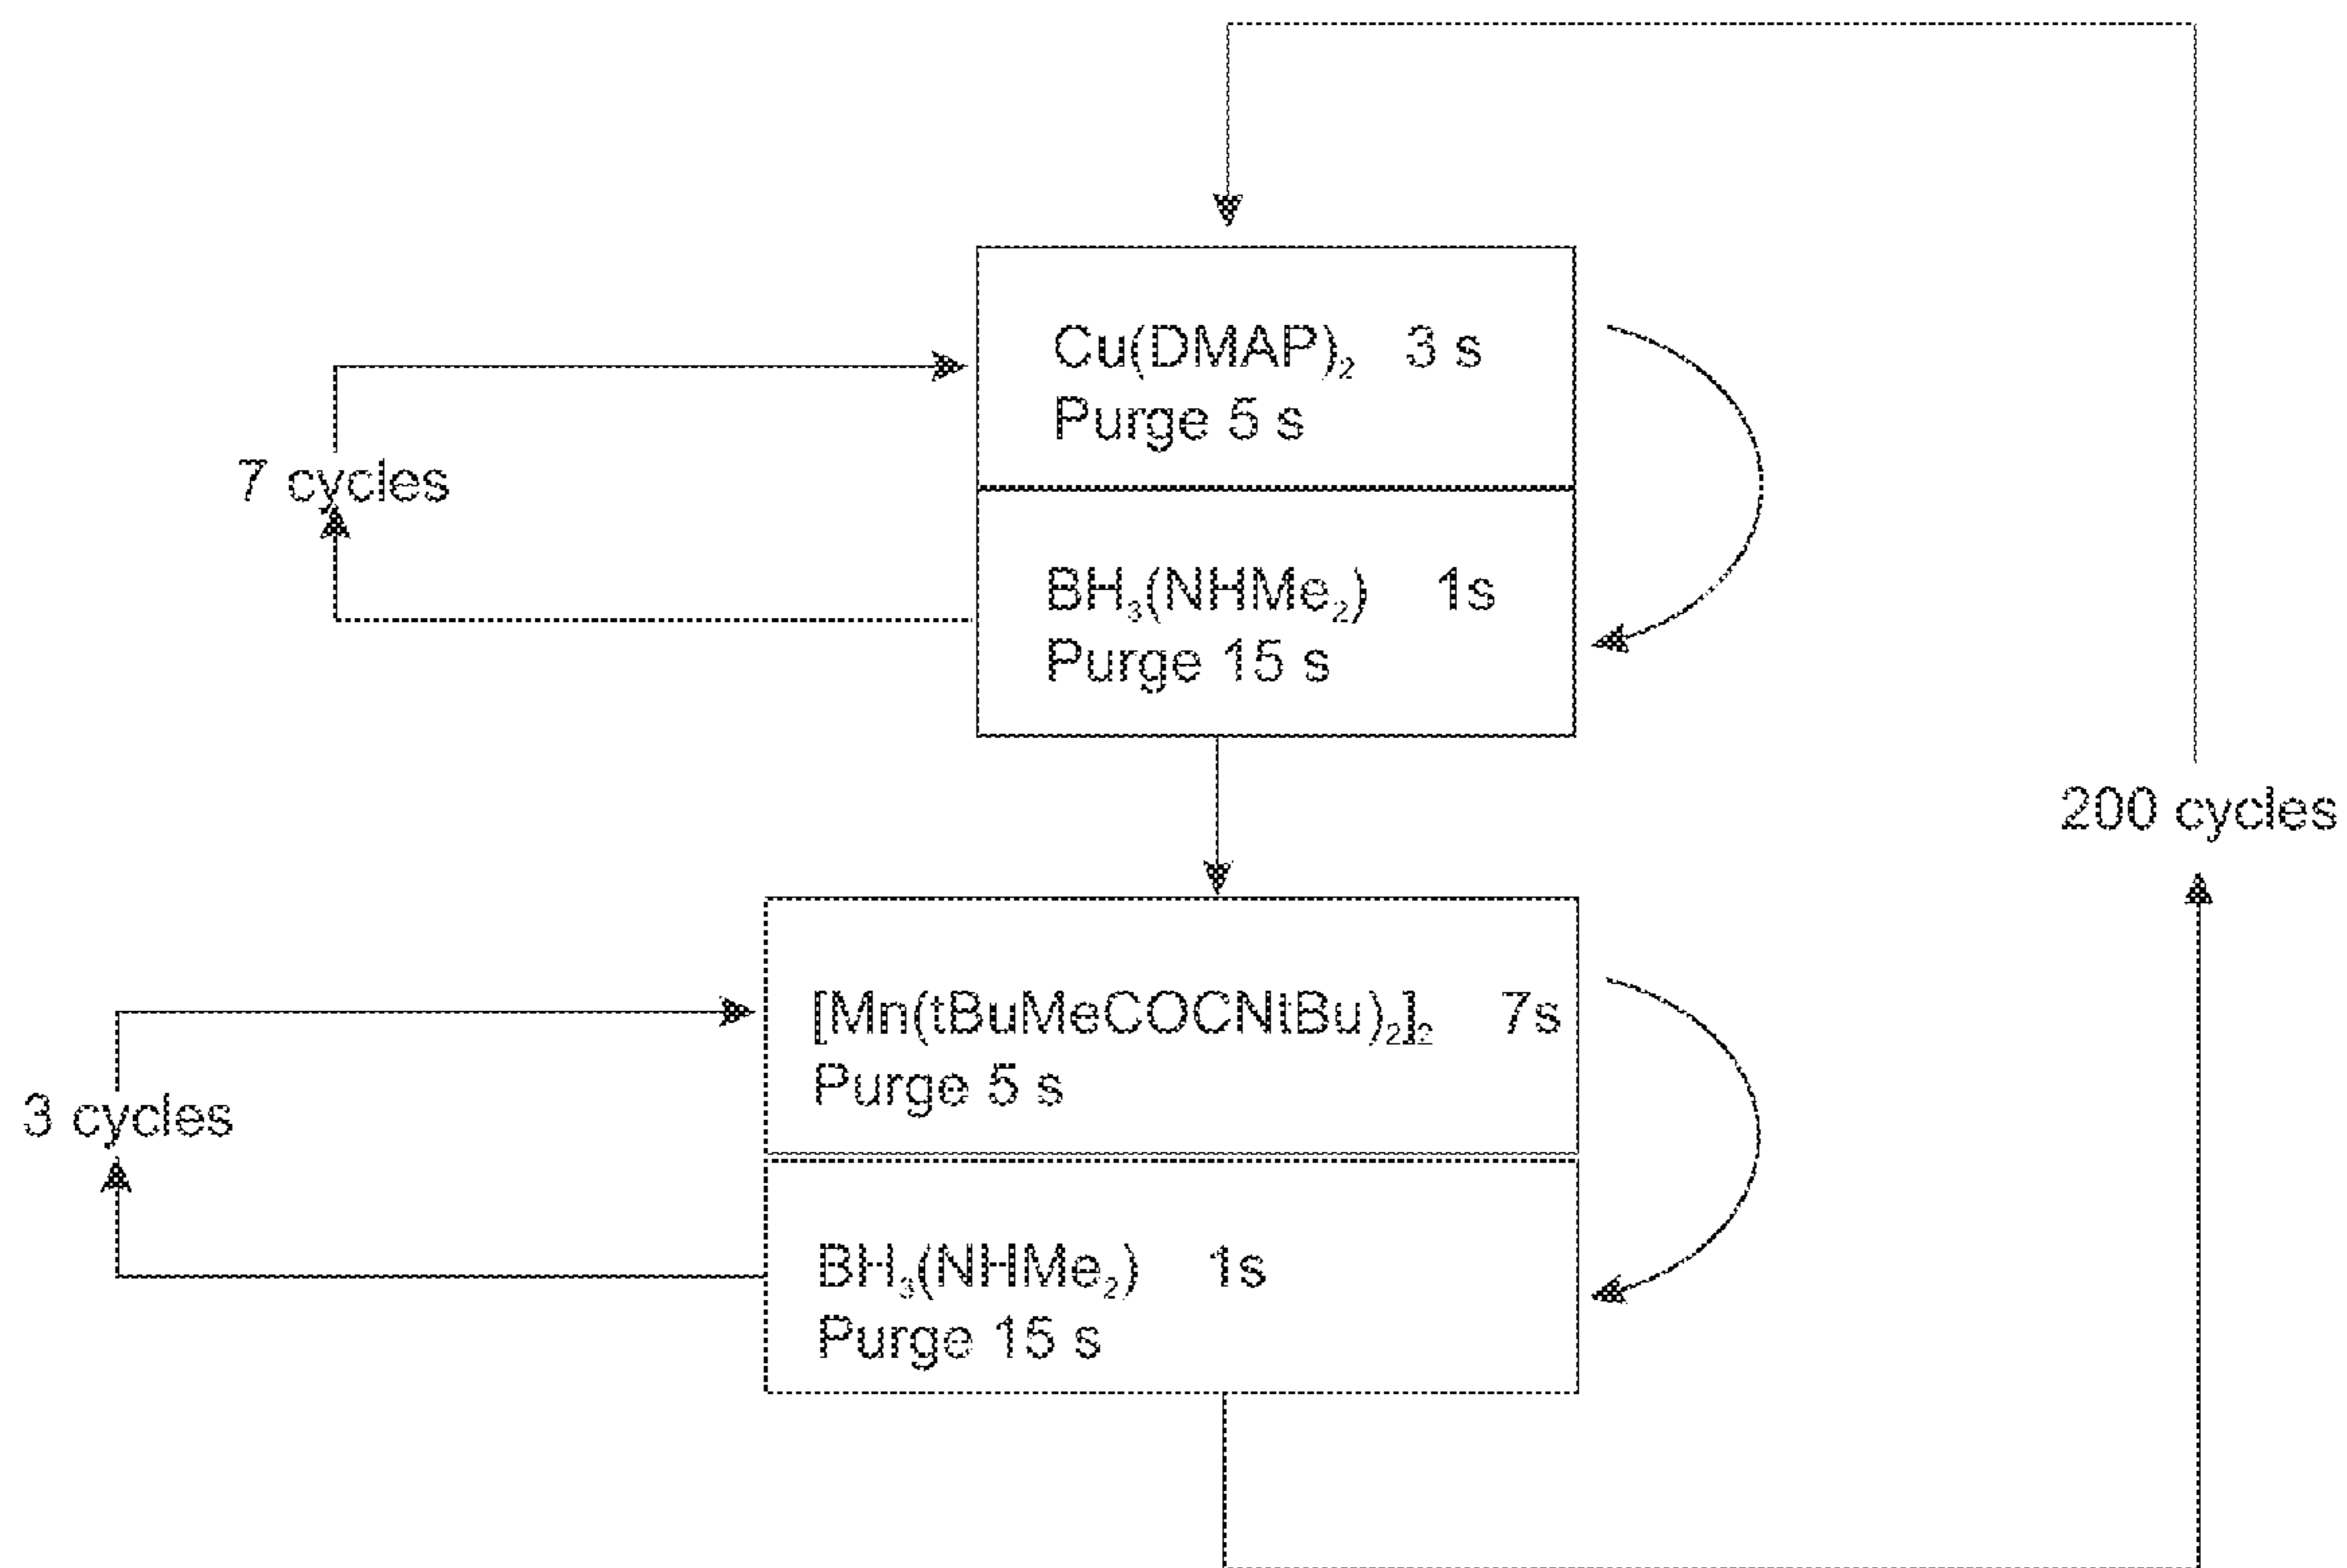 Cu(DMAP)₂ 3 s
Purge 5 s
7 cycles
BH₃(NHMe₂) 1s
Purge 15 s
200 cycles
[Mn(tBuMeCOCNtBu)₂]₂ 7s
Purge 5 s
3 cycles
BH₃(NHMe₂) 1s
Purge 15 s